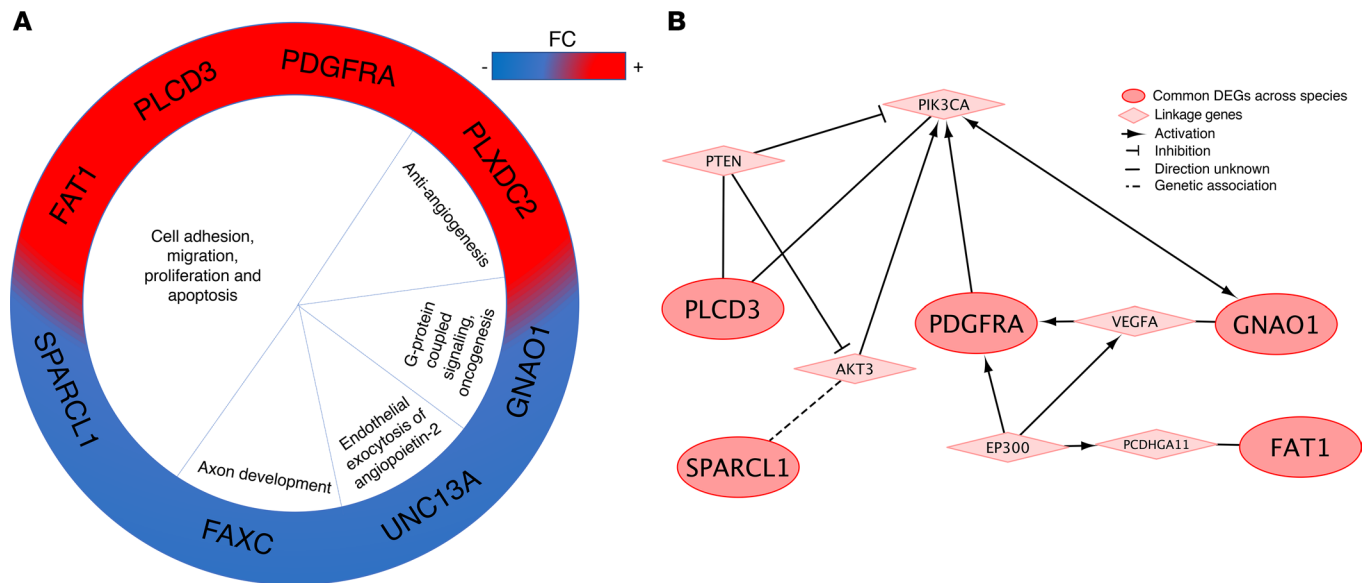 A
FC
-
+
PDGFRA
PLCD3
PLXDC2
FAT1
Anti-angiogenesis
Cell adhesion,
migration,
proliferation and
apoptosis
G-protein
coupled
signaling,
oncogenesis
SPARCL1
GNAO1
Endothelial
exocytosis of
angiopoietin-2
Axon development
UNC13A
FAXC
B
PIK3CA
Common DEGs across species
Linkage genes
Activation
Inhibition
Direction unknown
Genetic association
PTEN
PLCD3
PDGFRA
VEGFA
GNAO1
AKT3
EP300
PCDHGA11
FAT1
SPARCL1